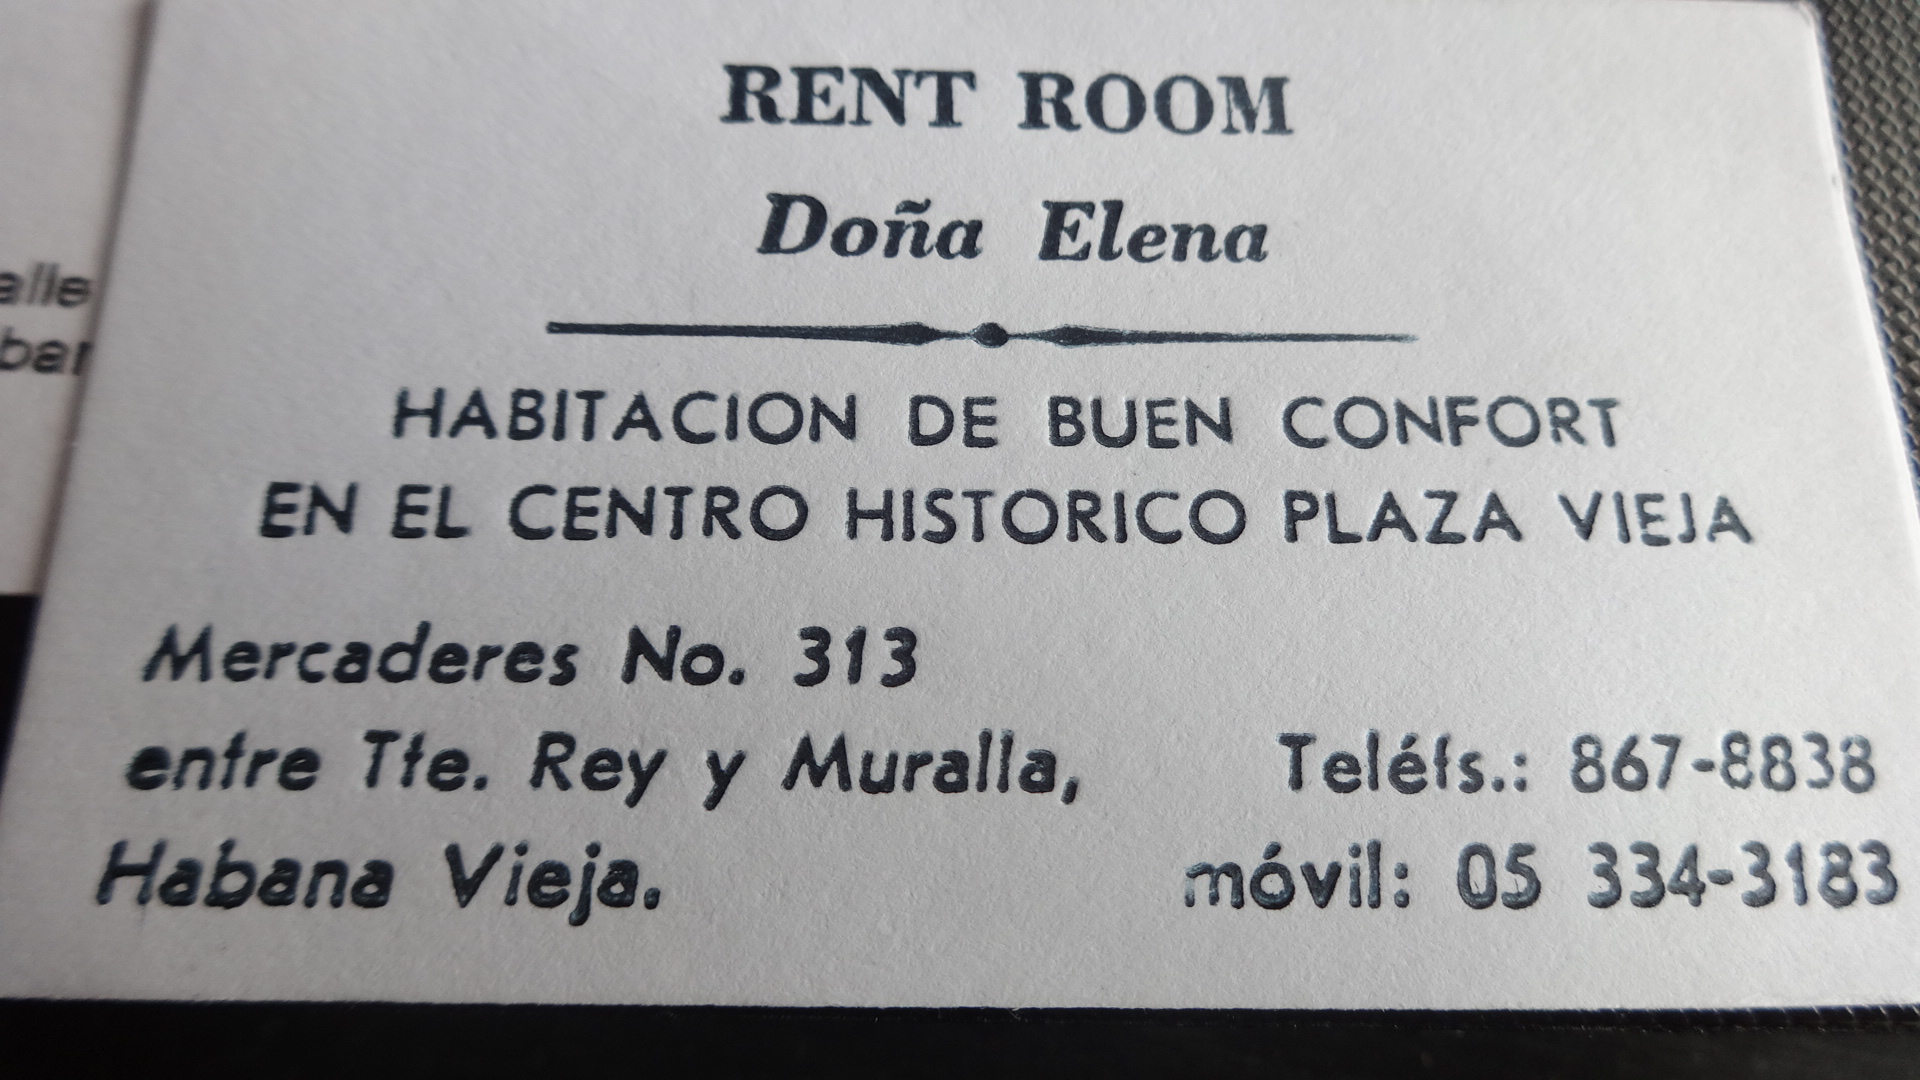 RENT ROOM
Doña Elena
HABITACION DE BUEN CONFORT
EN EL CENTRO HISTORICO PLAZA VIEJA
Mercaderes No. 313
entre Tte. Rey y Muralla,
Habana Vieja.
Teléfs.: 867-8838
móvil: 05 334-3183